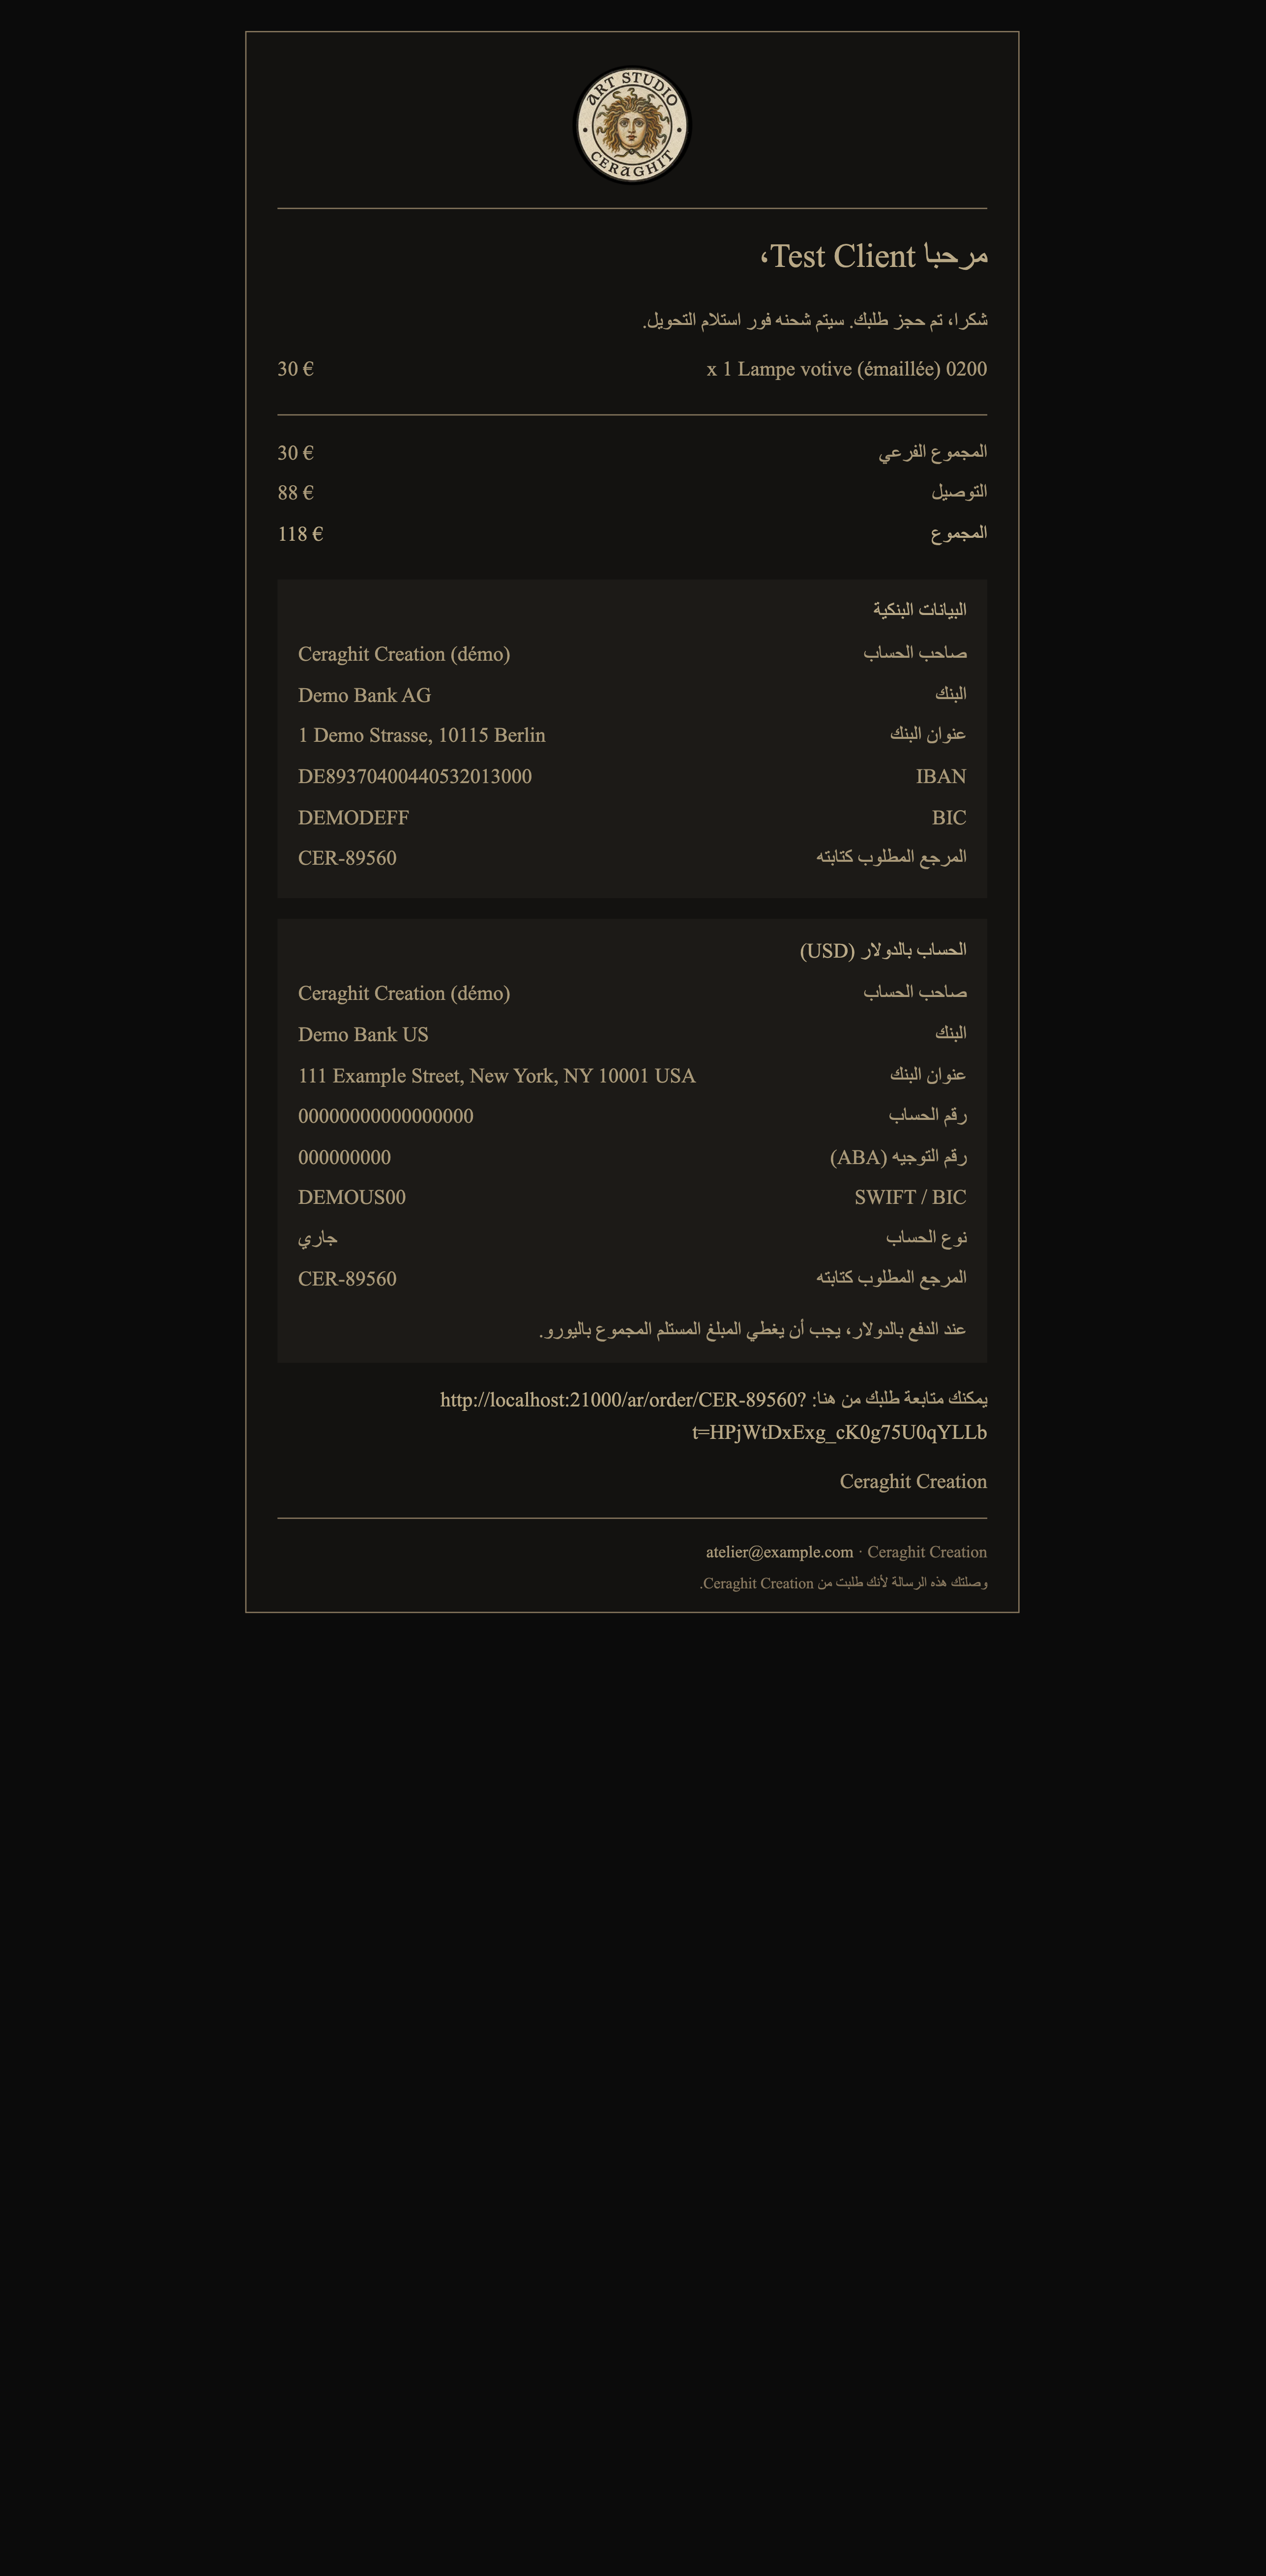 ART STUDIO
CERAGHIT
مرحبا Test Client،
شكرا، تم حجز طلبك. سيتم شحنه فور استلام التحويل.
0200 Lampe votive (émaillée) x 1
30 €
المجموع الفرعي
30 €
التوصيل
88 €
المجموع
118 €
البيانات البنكية
صاحب الحساب
Ceraghit Creation (démo)
البنك
Demo Bank AG
عنوان البنك
1 Demo Strasse, 10115 Berlin
IBAN
DE89370400440532013000
BIC
DEMODEFF
المرجع المطلوب كتابته
CER-89560
الحساب بالدولار (USD)
صاحب الحساب
Ceraghit Creation (démo)
البنك
Demo Bank US
عنوان البنك
111 Example Street, New York, NY 10001 USA
رقم الحساب
00000000000000000
رقم التوجيه (ABA)
000000000
SWIFT / BIC
DEMOUS00
نوع الحساب
جاري
المرجع المطلوب كتابته
CER-89560
عند الدفع بالدولار، يجب أن يغطي المبلغ المستلم المجموع باليورو.
يمكنك متابعة طلبك من هنا: http://localhost:21000/ar/order/CER-89560?
t=HPjWtDxExg_cK0g75U0qYLLb
Ceraghit Creation
Ceraghit Creation · atelier@example.com
وصلتك هذه الرسالة لأنك طلبت من Ceraghit Creation.